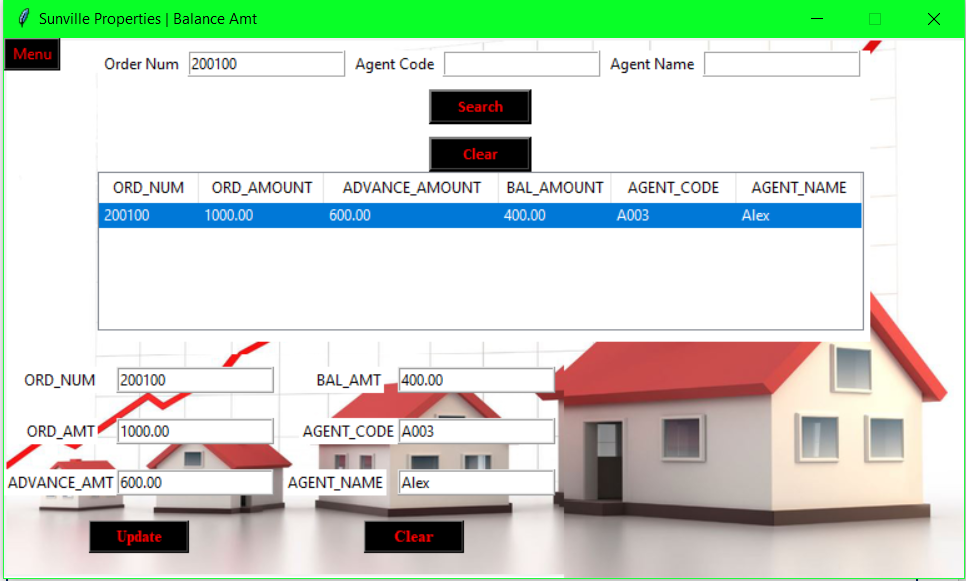 Sunville Properties | Balance Amt
Menu
Order Num 200100 Agent Code Agent Name
Search
Clear
ORD_NUM ORD_AMOUNT ADVANCE_AMOUNT BAL_AMOUNT AGENT_CODE AGENT_NAME
200100 1000.00 600.00 400.00 A003 Alex
ORD_NUM 200100 BAL_AMT 400.00
ORD_AMT 1000.00 AGENT_CODE A003
ADVANCE_AMT 600.00 AGENT_NAME Alex
Update Clear